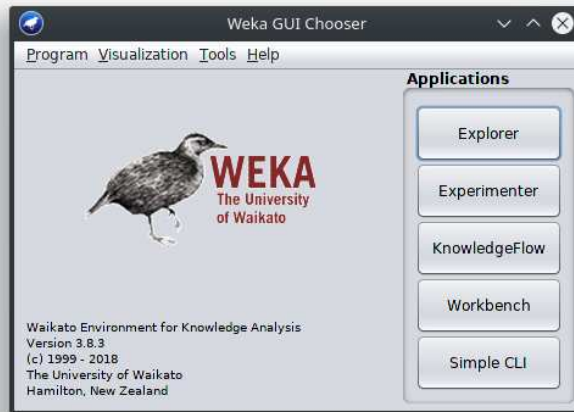 Weka GUI Chooser
Program Visualization Tools Help
Applications
Explorer
Experimenter
KnowledgeFlow
Workbench
Simple CLI
WEKA
The University
of Waikato
Waikato Environment for Knowledge Analysis
Version 3.8.3
(c) 1999 - 2018
The University of Waikato
Hamilton, New Zealand